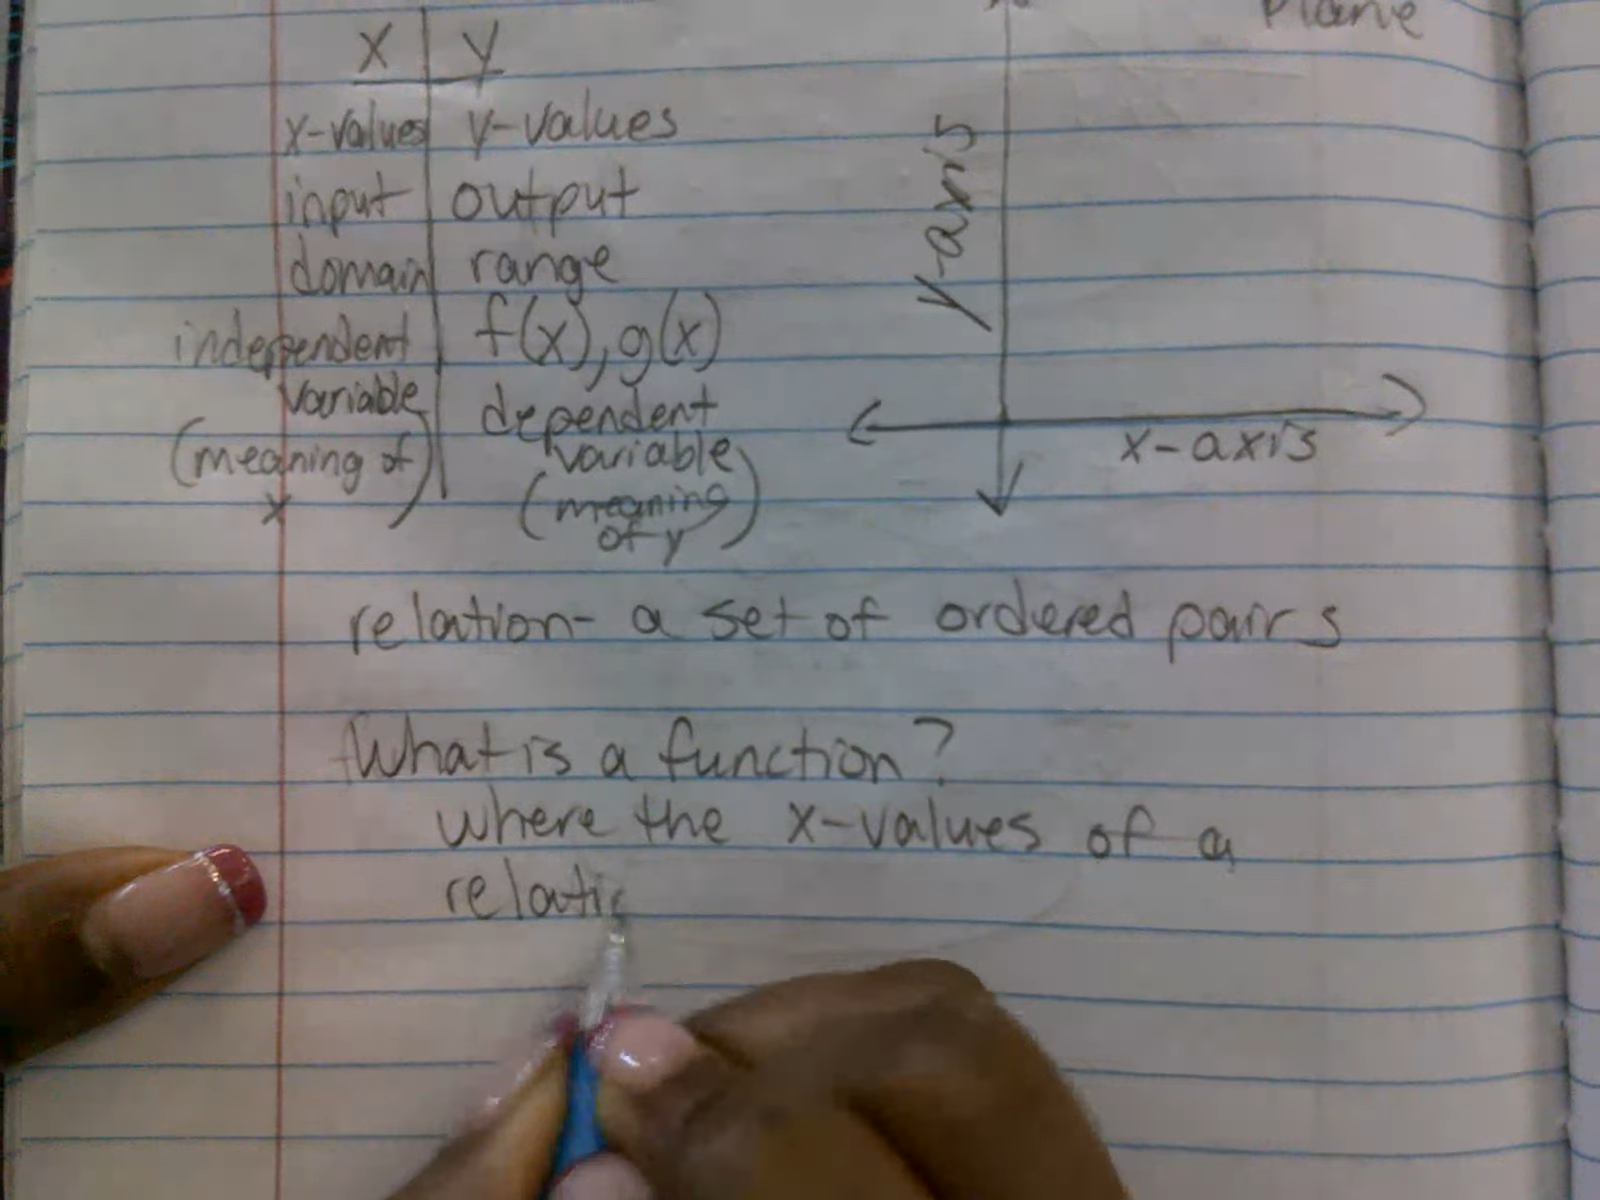 Plane
x y
x-values y-values
input output
domain range
independent f(x), g(x)
variable dependent
(meaning of variable
x) (meaning
of y)
y-axis
x-axis
relation- a set of ordered pairs
What is a function?
where the x-values of a
relati